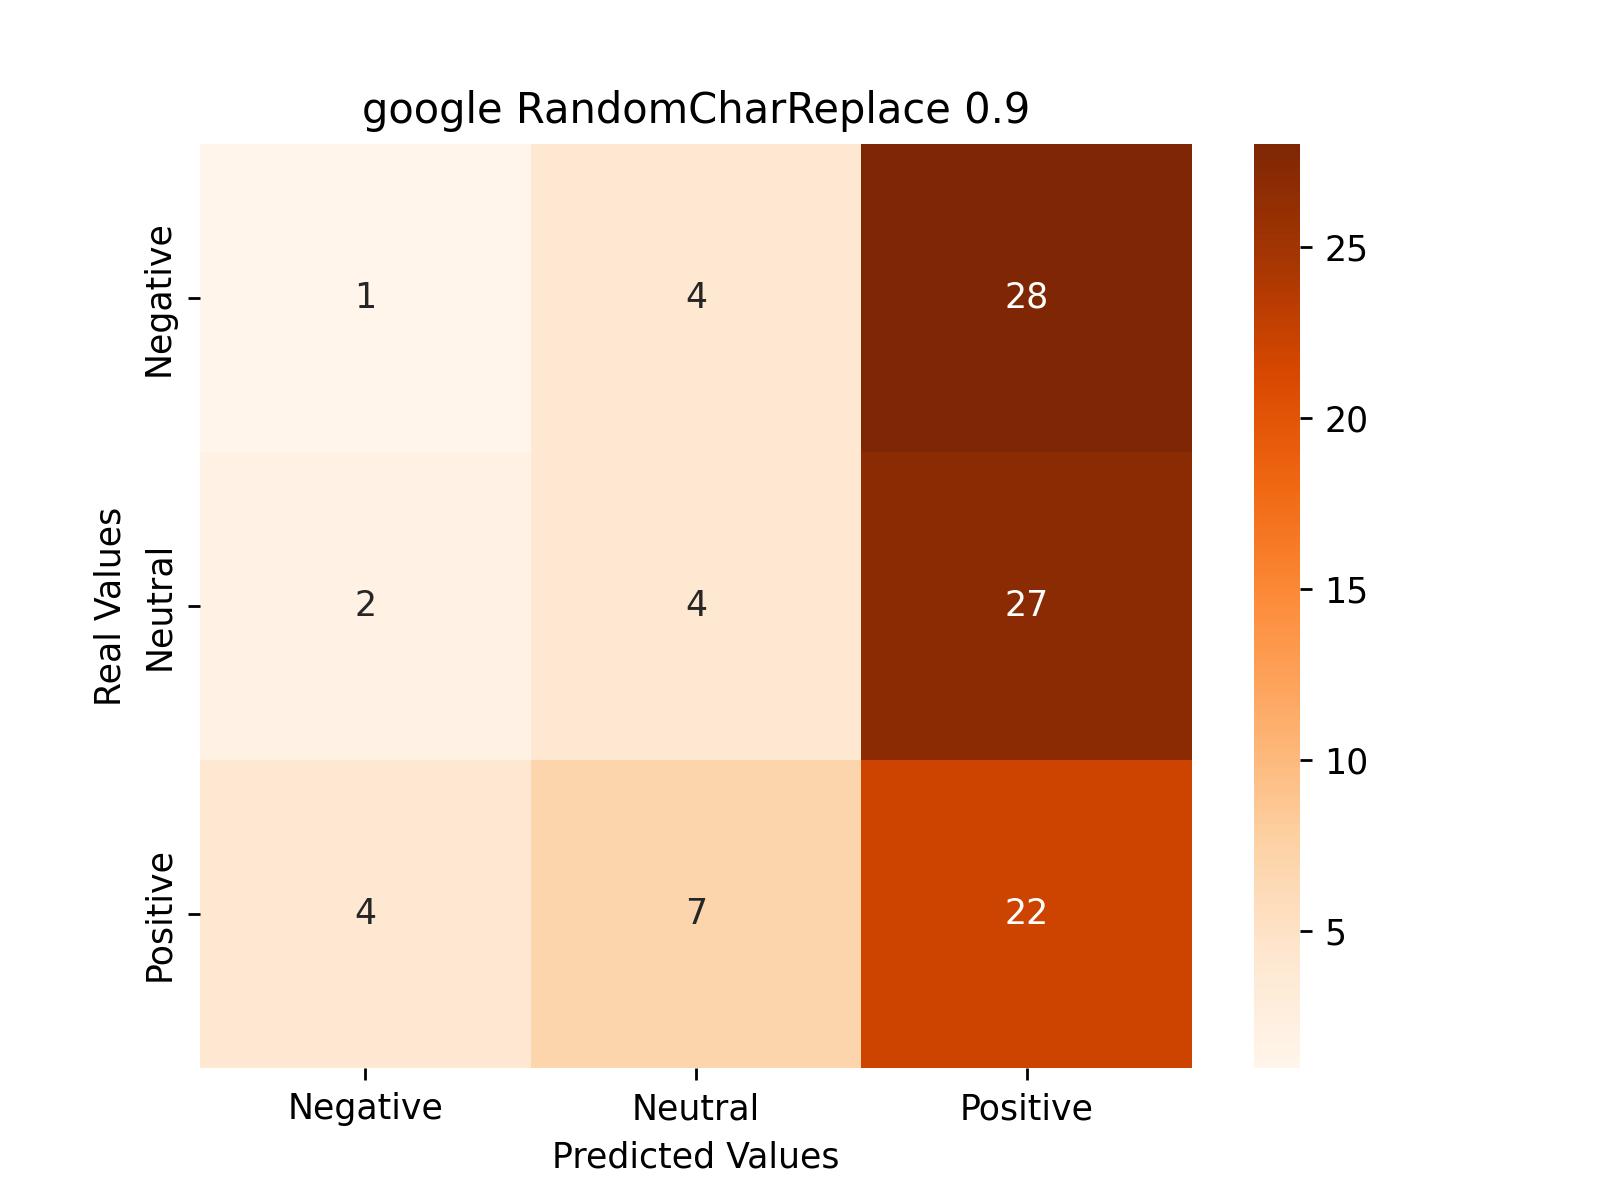 google RandomCharReplace 0.9
Real Values
Negative
1 4 28
Neutral
2 4 27
Positive
4 7 22
Negative Neutral Positive
Predicted Values
25
20
15
10
5